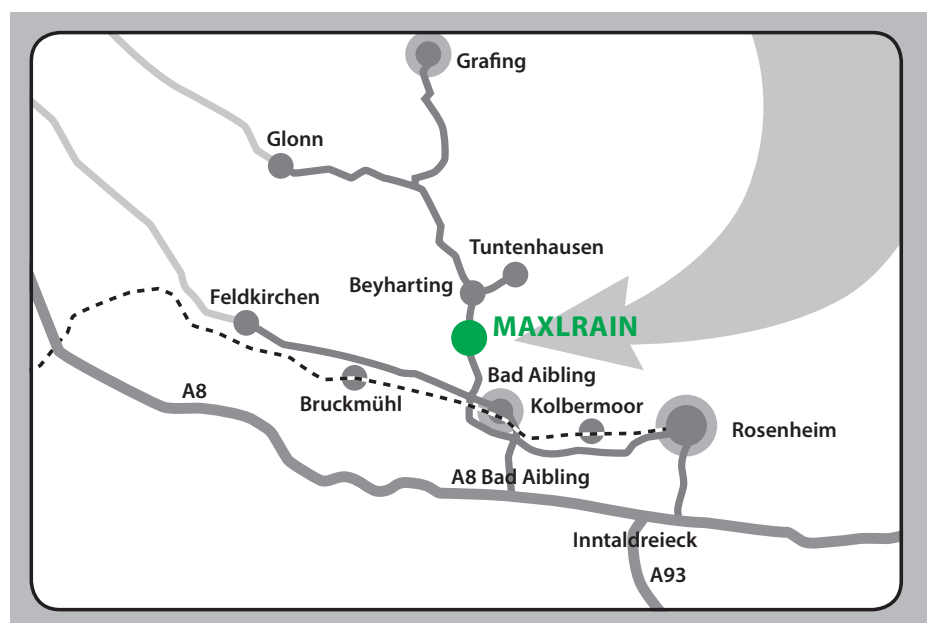 Grafing
Glonn
Tuntenhausen
Beyharting
Feldkirchen
MAXLRAIN
Bad Aibling
A8
Bruckmühl
Kolbermoor
Rosenheim
A8 Bad Aibling
Inntaldreieck
A93